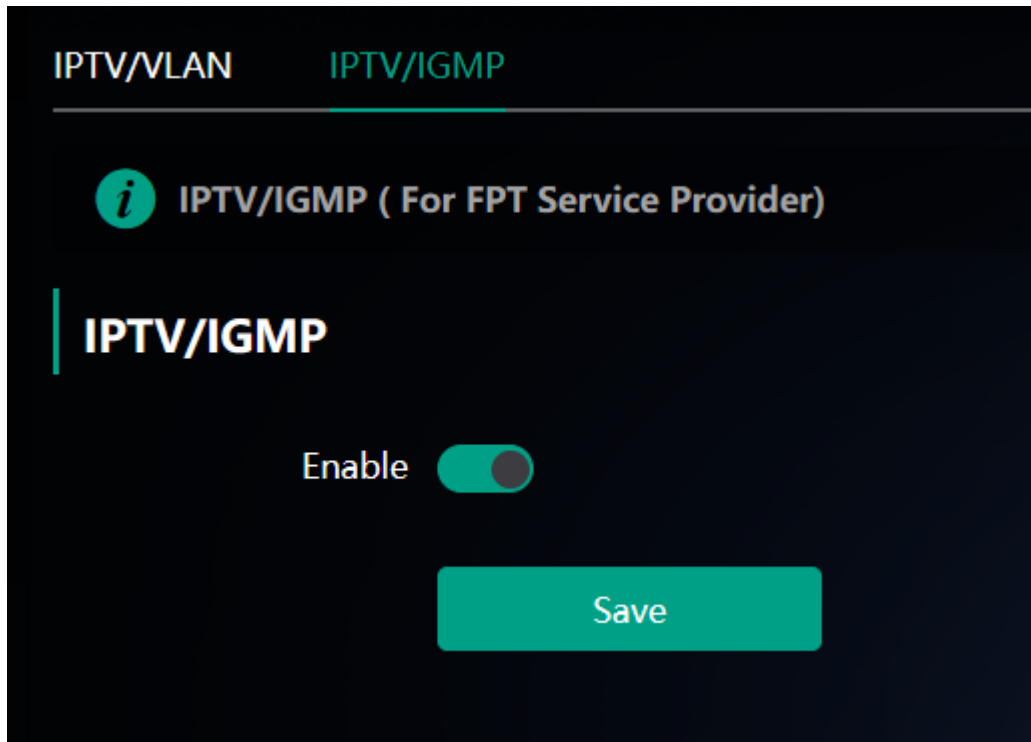 IPTV/VLAN IPTV/IGMP
IPTV/IGMP ( For FPT Service Provider)
IPTV/IGMP
Enable
Save